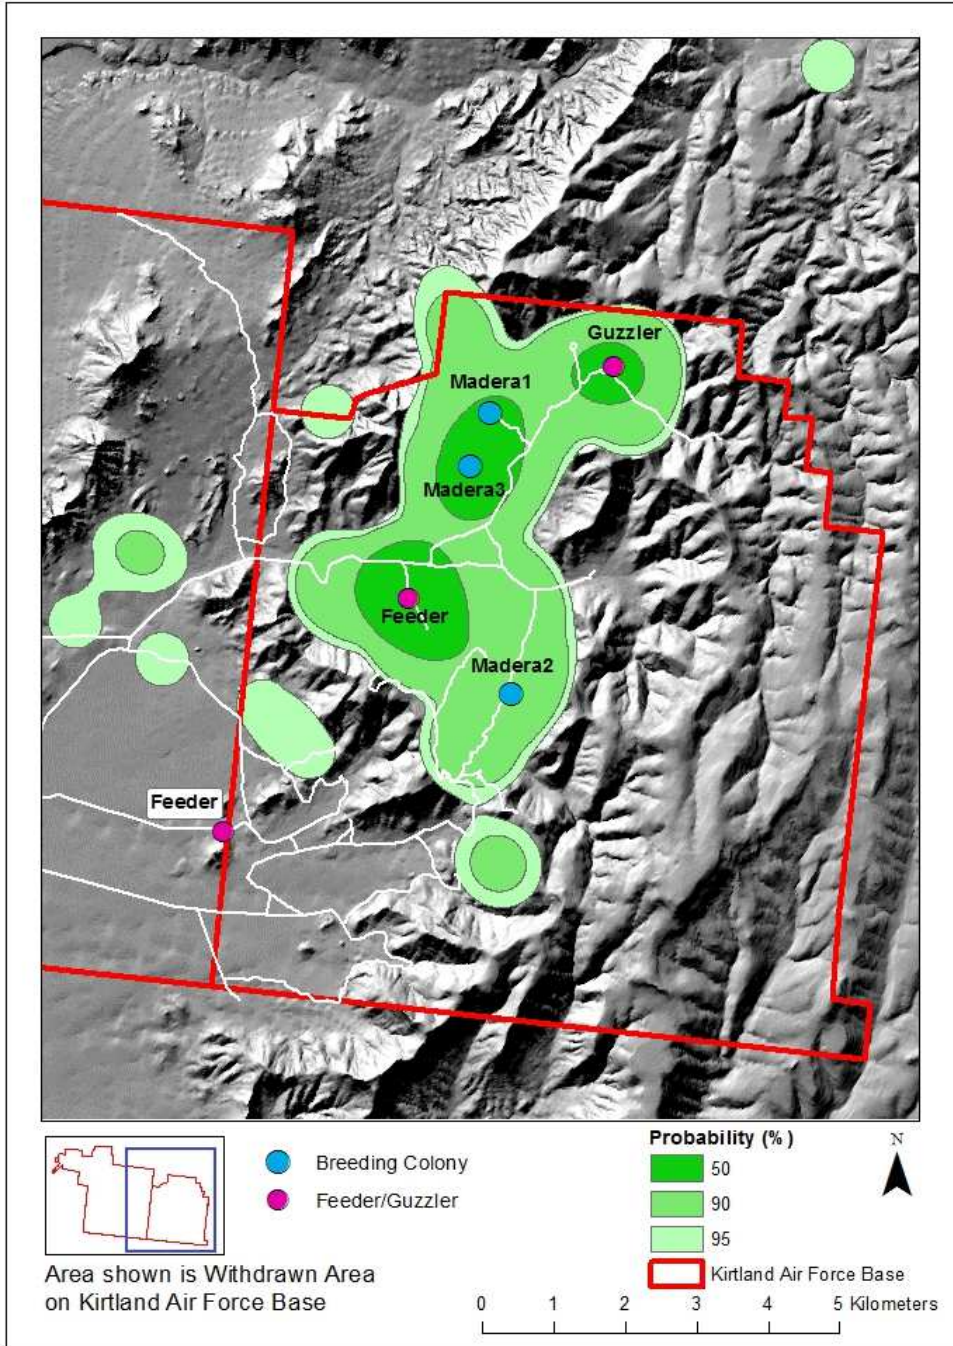 Guzzler
Madera1
Madera3
Feeder
Madera2
Feeder
Breeding Colony
Feeder/Guzzler
Area shown is Withdrawn Area
on Kirtland Air Force Base
Probability (%)
50
90
95
Kirtland Air Force Base
N
0 1 2 3 4 5 Kilometers